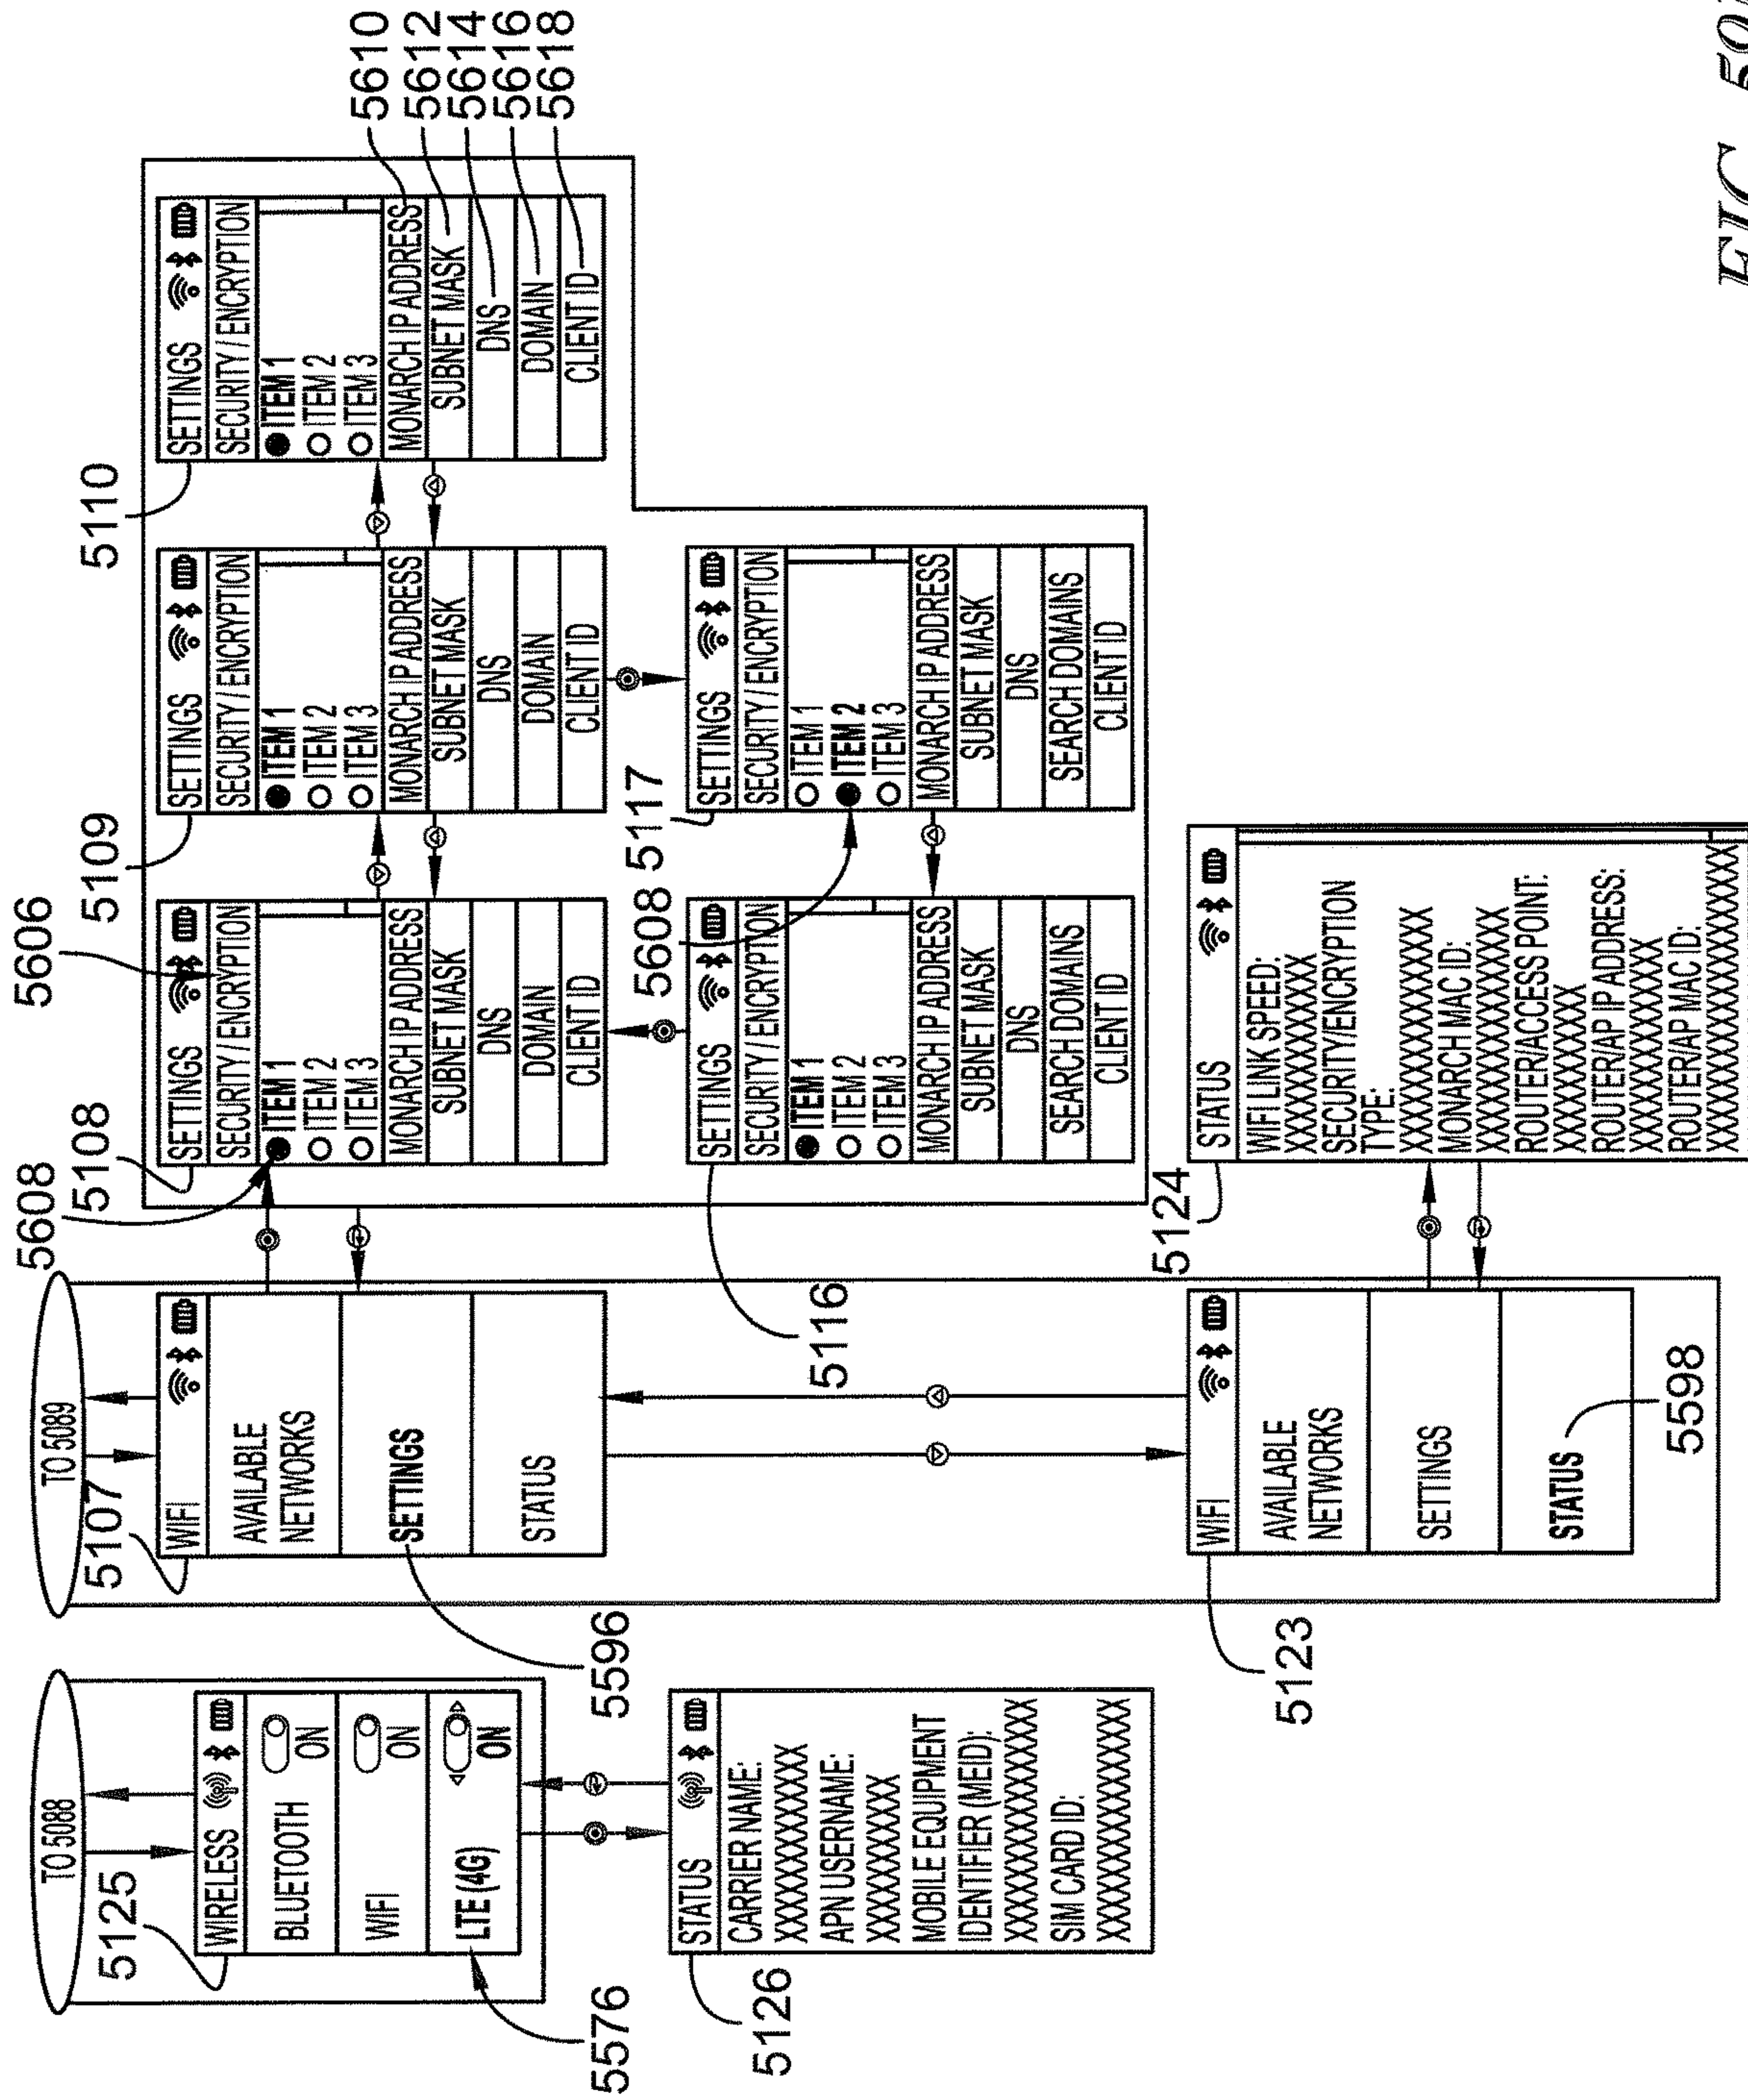 TO 5088
5125
WIRELESS
BLUETOOTH
ON
WIFI
ON
LTE (4G)
ON
5576
5126
STATUS
CARRIER NAME:
XXXXXXXXXXXX
APN USERNAME:
XXXXXXXXXX
MOBILE EQUIPMENT
IDENTIFIER (MEID):
XXXXXXXXXXXXXXXX
SIM CARD ID:
XXXXXXXXXXXXXXXX
TO 5089
5107
WIFI
AVAILABLE
NETWORKS
SETTINGS
STATUS
5596
5123
WIFI
AVAILABLE
NETWORKS
SETTINGS
STATUS
5598
5608
5108
5606
SETTINGS
SECURITY / ENCRYPTION
ITEM 1
ITEM 2
ITEM 3
MONARCH IP ADDRESS
SUBNET MASK
DNS
DOMAIN
CLIENT ID
5109
SETTINGS
SECURITY / ENCRYPTION
ITEM 1
ITEM 2
ITEM 3
MONARCH IP ADDRESS
SUBNET MASK
DNS
DOMAIN
CLIENT ID
5110
SETTINGS
SECURITY / ENCRYPTION
ITEM 1
ITEM 2
ITEM 3
MONARCH IP ADDRESS
SUBNET MASK
DNS
DOMAIN
CLIENT ID
5610
5612
5614
5616
5618
5116
SETTINGS
SECURITY / ENCRYPTION
ITEM 1
ITEM 2
ITEM 3
MONARCH IP ADDRESS
SUBNET MASK
DNS
SEARCH DOMAINS
CLIENT ID
5608
5117
SETTINGS
SECURITY / ENCRYPTION
ITEM 1
ITEM 2
ITEM 3
MONARCH IP ADDRESS
SUBNET MASK
DNS
SEARCH DOMAINS
CLIENT ID
5124
STATUS
WIFI LINK SPEED:
XXXXXXXXXX
SECURITY/ENCRYPTION
TYPE:
XXXXXXXXXXXXXX
MONARCH MAC ID:
XXXXXXXXXXXXXX
ROUTER/ACCESS POINT:
XXXXXXXX
ROUTER/AP IP ADDRESS:
XXXXXXXXXXXX
ROUTER/AP MAC ID:
XXXXXXXXXXXXXXXXX